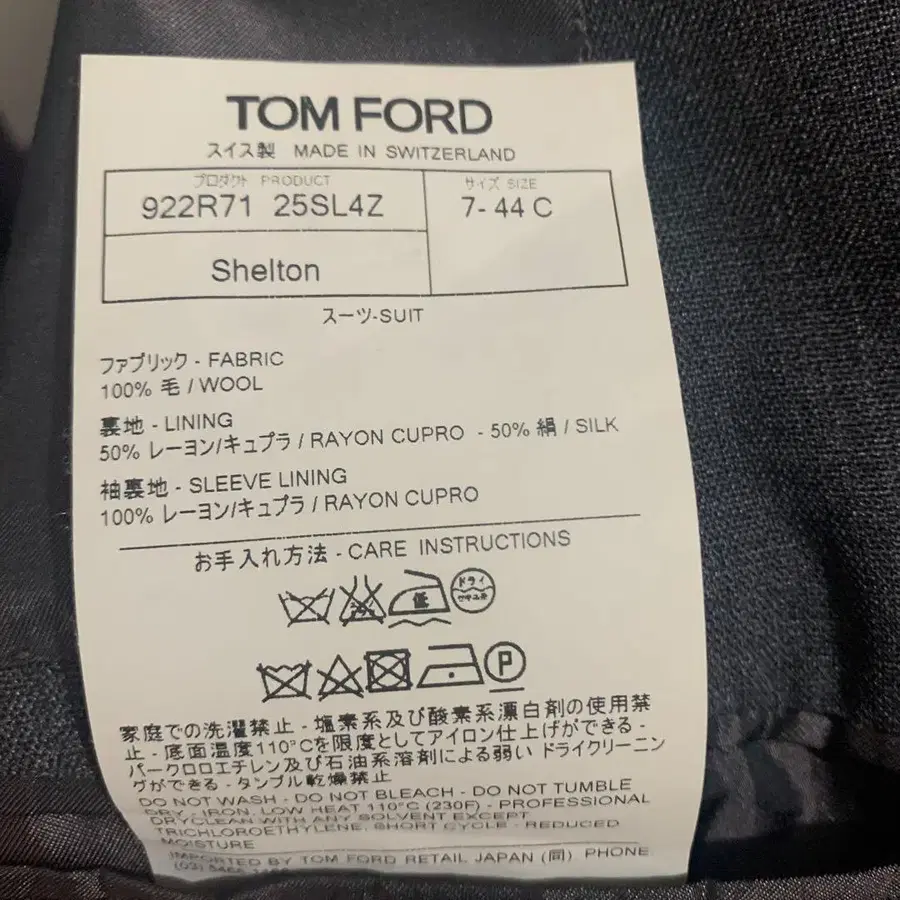 TOM FORD
スイス製 MADE IN SWITZERLAND
プロダクト PRODUCT
922R71 25SL4Z
サイズ SIZE
7- 44 C
Shelton
スーツ-SUIT
ファブリック - FABRIC
100% 毛 / WOOL
裏地 - LINING
50% レーヨン/キュプラ / RAYON CUPRO - 50% 絹 / SILK
袖裏地 - SLEEVE LINING
100% レーヨン/キュプラ / RAYON CUPRO
お手入れ方法 - CARE INSTRUCTIONS
低
ドライ
P
家庭での洗濯禁止 - 塩素系及び酸素系漂白剤の使用禁
止 - 底面温度110°Cを限度としてアイロン仕上げができる -
パークロロエチレン及び石油系溶剤による弱い ドライクリーニン
グができる - タンブル乾燥禁止
DO NOT WASH - DO NOT BLEACH - DO NOT TUMBLE
DRY - IRON, LOW HEAT 110°C (230F) - PROFESSIONAL
DRYCLEAN WITH ANY SOLVENT EXCEPT
TRICHLOROETHYLENE, SHORT CYCLE - REDUCED
MOISTURE
IMPORTED BY TOM FORD RETAIL JAPAN (同) PHONE.